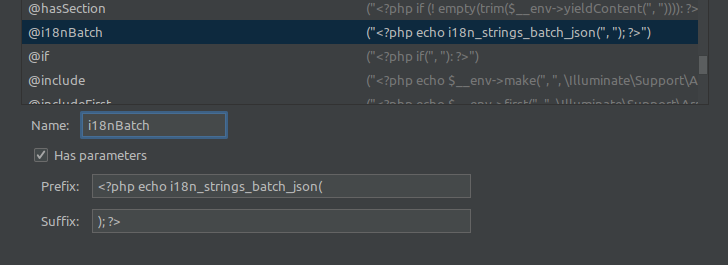 @hasSection ("<?php if (! empty(trim($__env->yieldContent(", ")))): ?>
@i18nBatch ("<?php echo i18n_strings_batch_json(", "); ?>")
@if ("<?php if(", "): ?>")
@include ("<?php echo $__env->make(", ", \Illuminate\Support\A
@includeFirst ("<?php echo $__env->first(", ", \Illuminate\Support\Arr
Name: i18nBatch
Has parameters
Prefix: <?php echo i18n_strings_batch_json(
Suffix: ); ?>